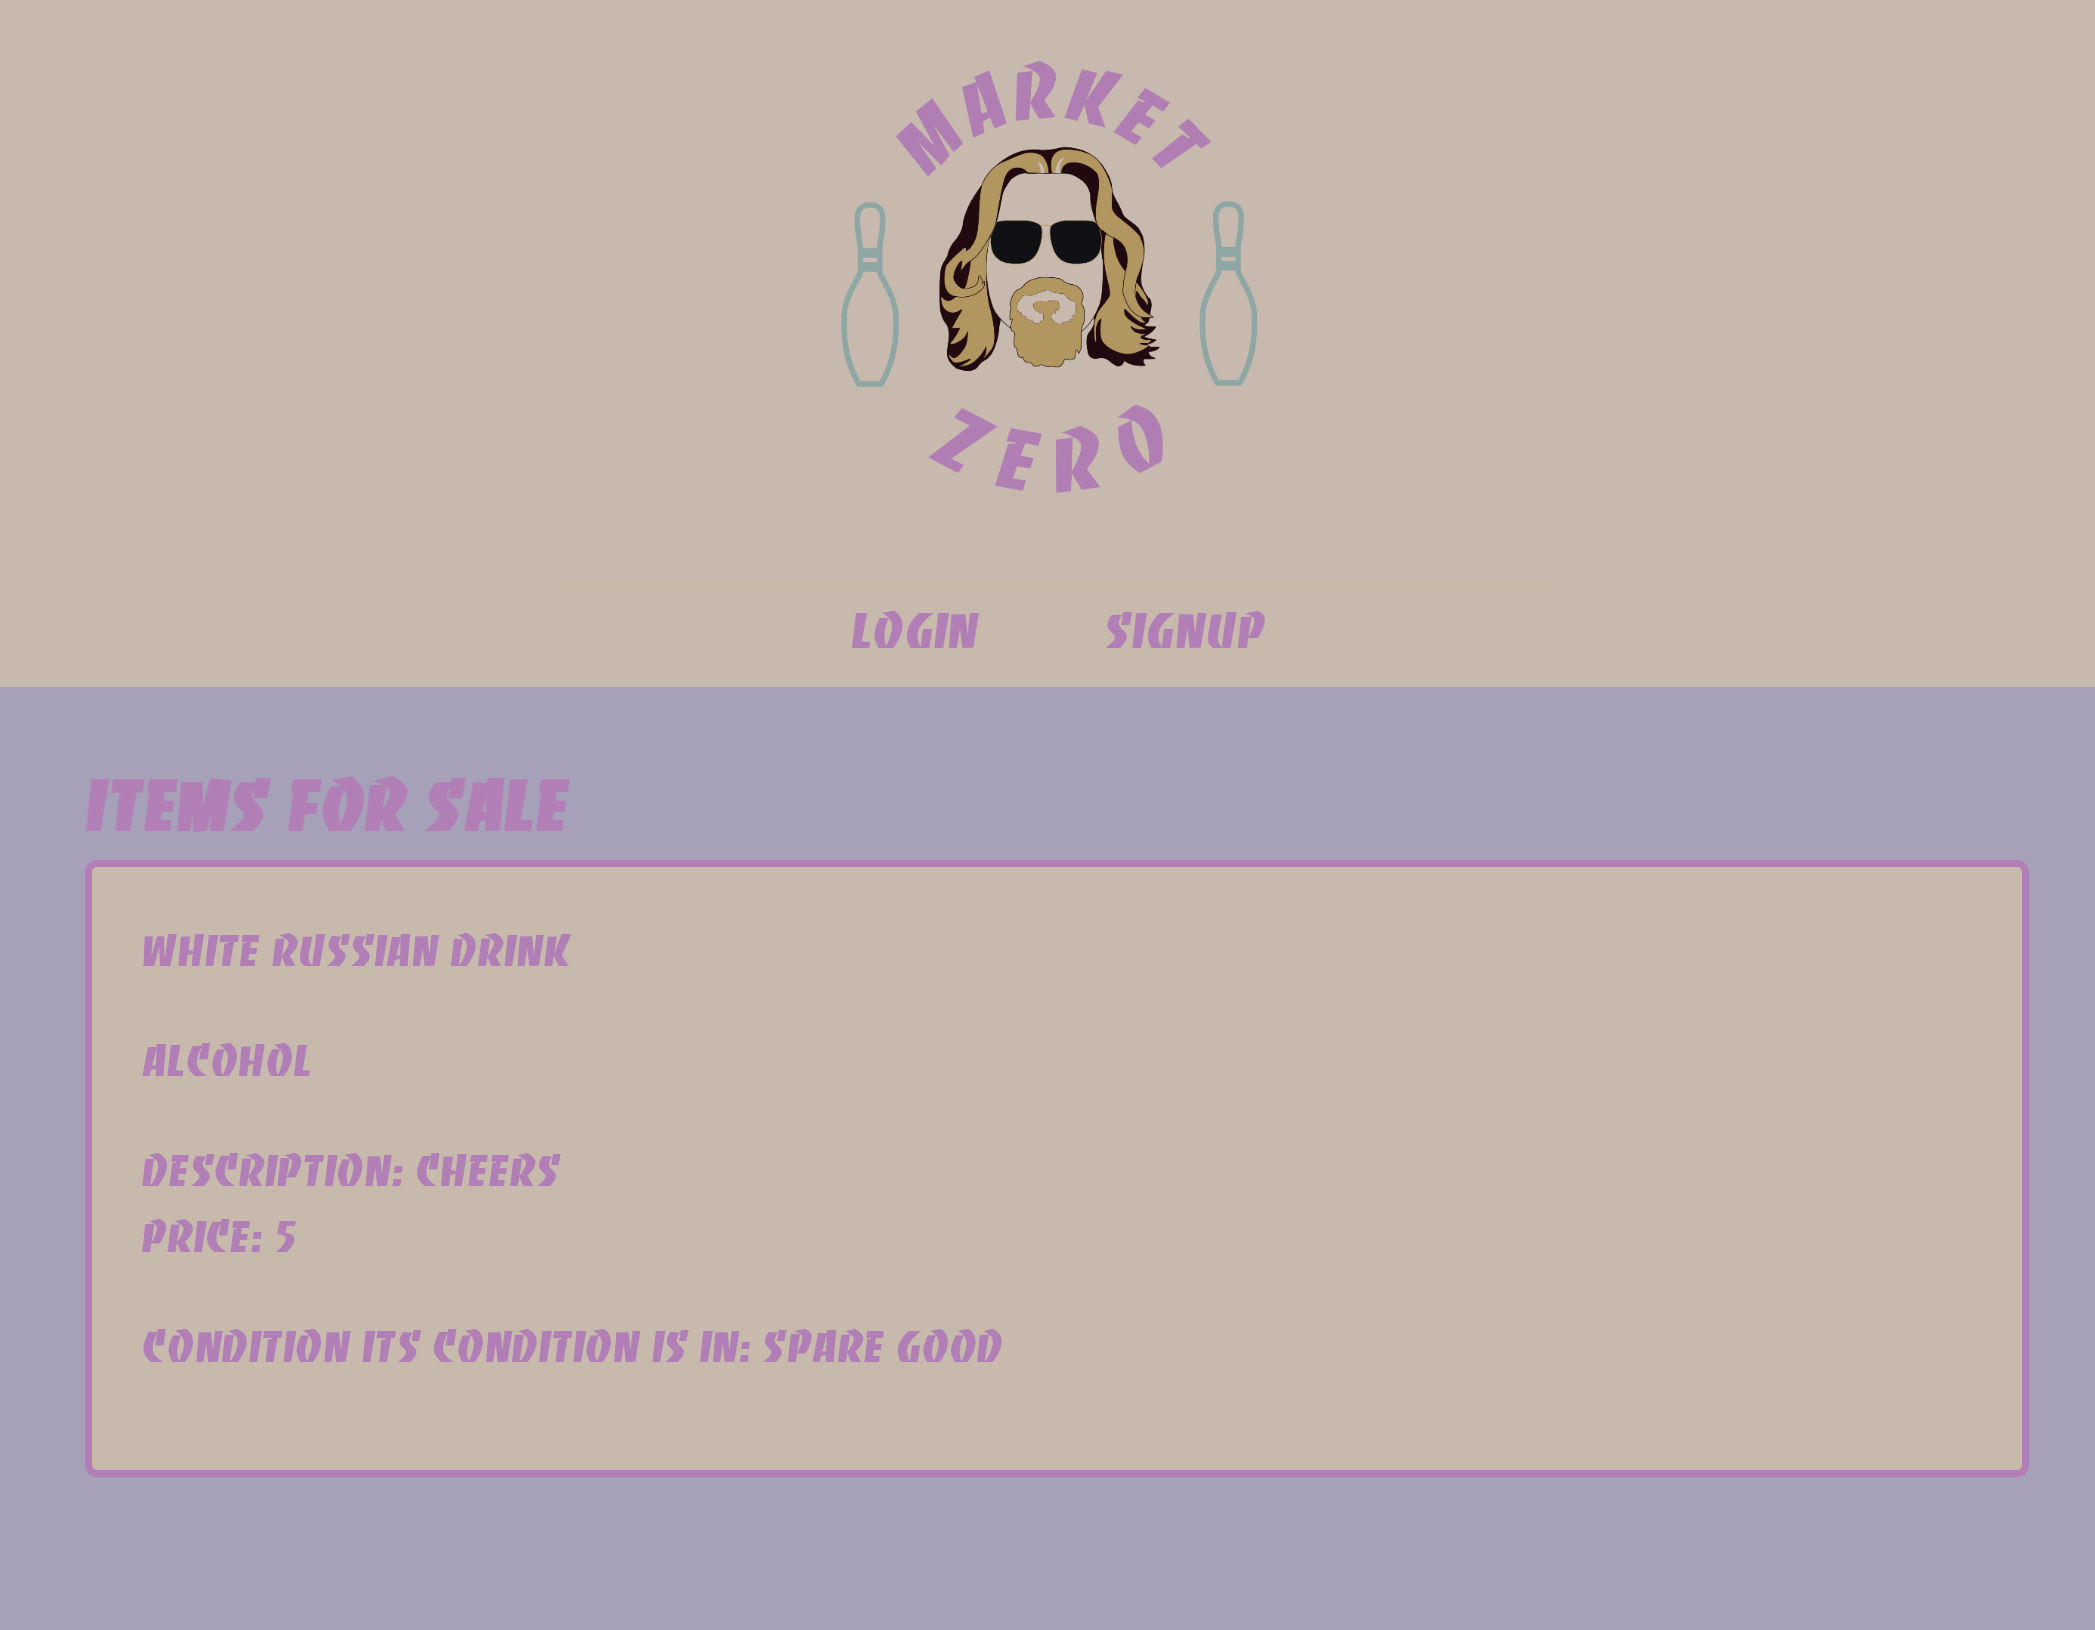 MARKET
ZERO
LOGIN SIGNUP
ITEMS FOR SALE
WHITE RUSSIAN DRINK
ALCOHOL
DESCRIPTION: CHEERS
PRICE: 5
CONDITION ITS CONDITION IS IN: SPARE GOOD